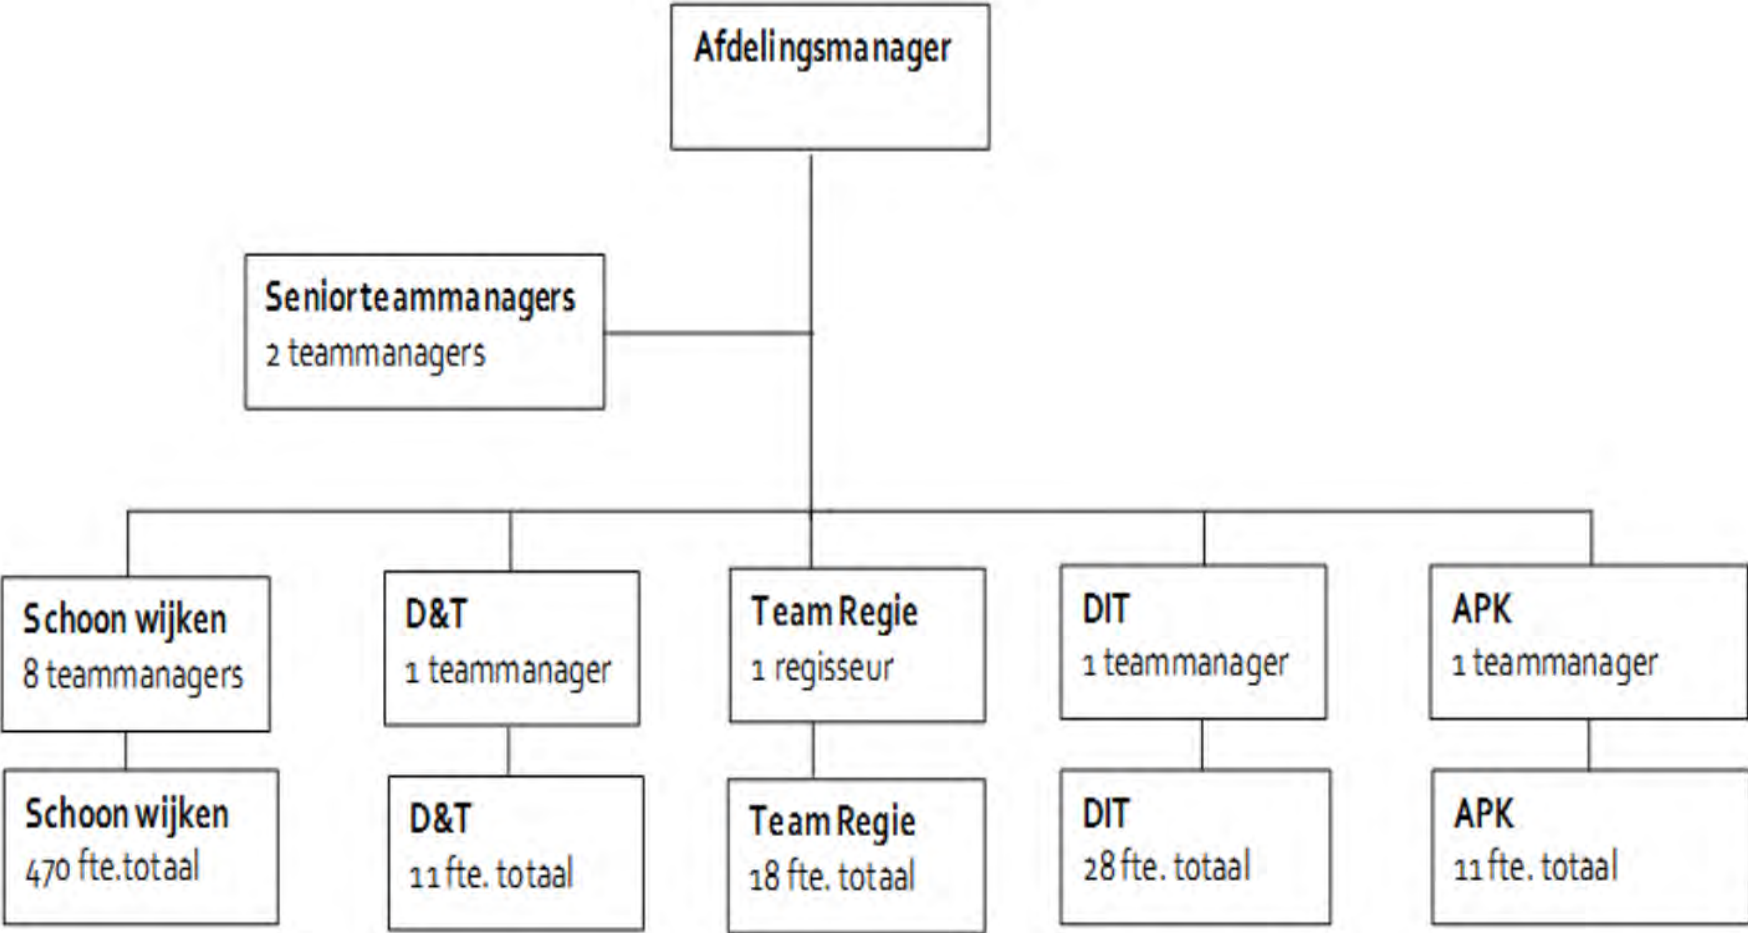 Afdelingsmanager
Seniorteammanagers
2 teammanagers
Schoon wijken
8 teammanagers
D&T
1 teammanager
Team Regie
1 regisseur
DIT
1 teammanager
APK
1 teammanager
Schoon wijken
470 fte.totaal
D&T
11 fte. totaal
Team Regie
18 fte. totaal
DIT
28 fte. totaal
APK
11 fte. totaal